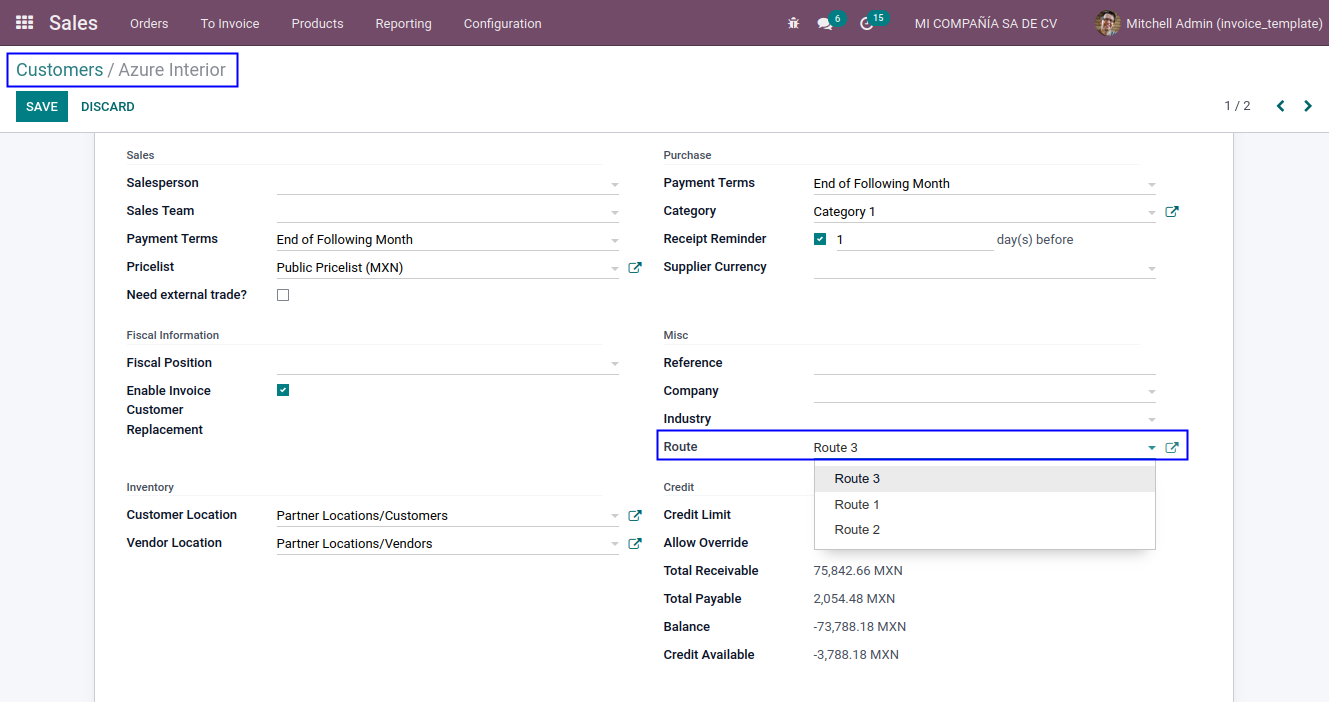 Sales Orders To Invoice Products Reporting Configuration 6 15 MI COMPAÑÍA SA DE CV Mitchell Admin (invoice_template)
Customers / Azure Interior
SAVE DISCARD 1 / 2
Sales
Salesperson
Sales Team
Payment Terms End of Following Month
Pricelist Public Pricelist (MXN)
Need external trade?
Purchase
Payment Terms End of Following Month
Category Category 1
Receipt Reminder 1 day(s) before
Supplier Currency
Fiscal Information
Fiscal Position
Enable Invoice
Customer
Replacement
Misc
Reference
Company
Industry
Route Route 3
Route 3
Route 1
Route 2
Inventory
Customer Location Partner Locations/Customers
Vendor Location Partner Locations/Vendors
Credit
Credit Limit
Allow Override
Total Receivable 75,842.66 MXN
Total Payable 2,054.48 MXN
Balance -73,788.18 MXN
Credit Available -3,788.18 MXN